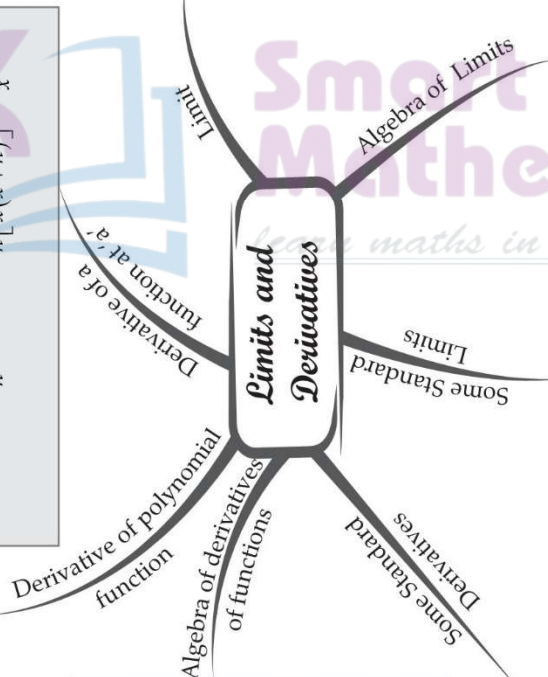 Smart
Mathe
learn maths in
Limits and
Derivatives
Limit
Algebra of Limits
Some Standard
Limits
Some Standard
Derivatives
Algebra of derivatives
of functions
Derivative of polynomial
function
Derivative of a
function at 'a'